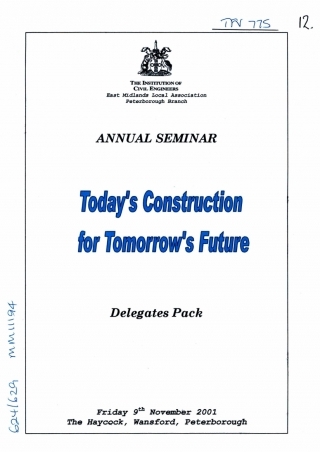 TPV 775
12.
THE INSTITUTION OF
CIVIL ENGINEERS
East Midlands Local Association
Peterborough Branch
ANNUAL SEMINAR
Today's Construction
for Tomorrow's Future
Delegates Pack
Friday 9th November 2001
The Haycock, Wansford, Peterborough
624/629 MM11194